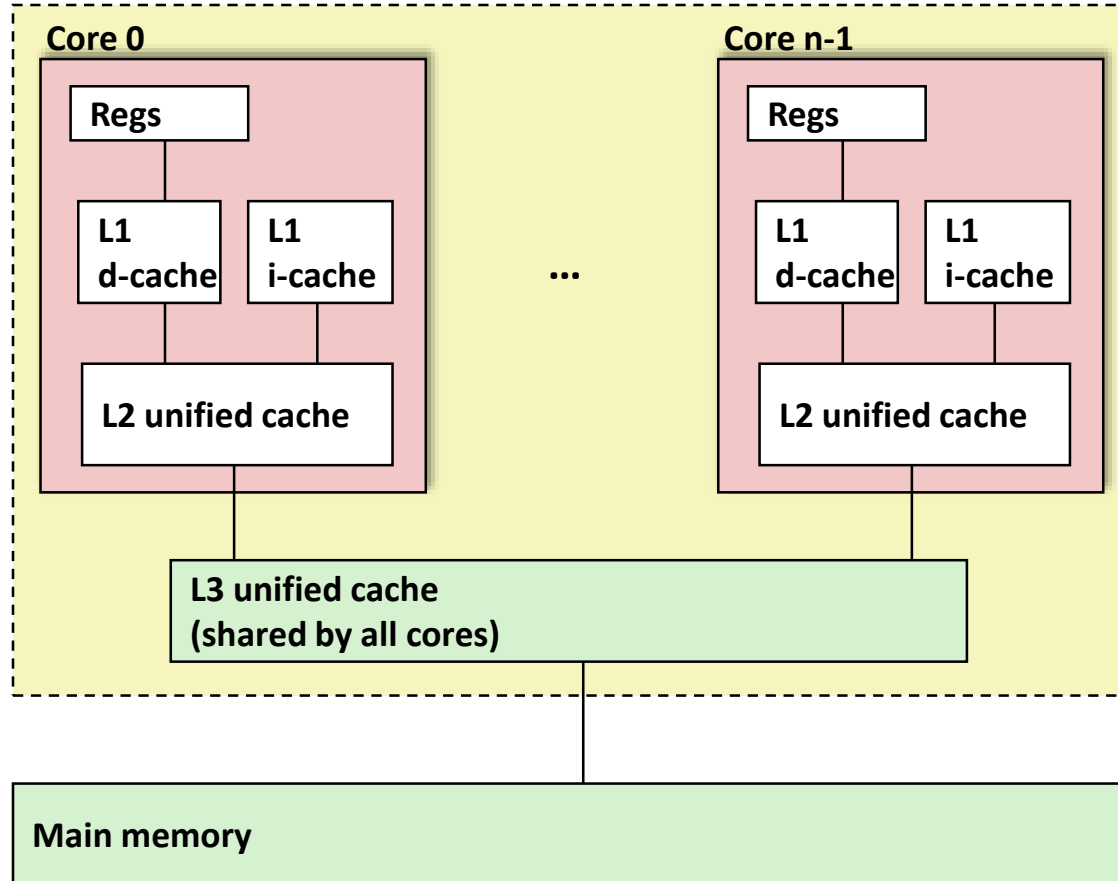 Core 0
Regs
L1
d-cache
L1
i-cache
L2 unified cache
...
Core n-1
Regs
L1
d-cache
L1
i-cache
L2 unified cache
L3 unified cache
(shared by all cores)
Main memory